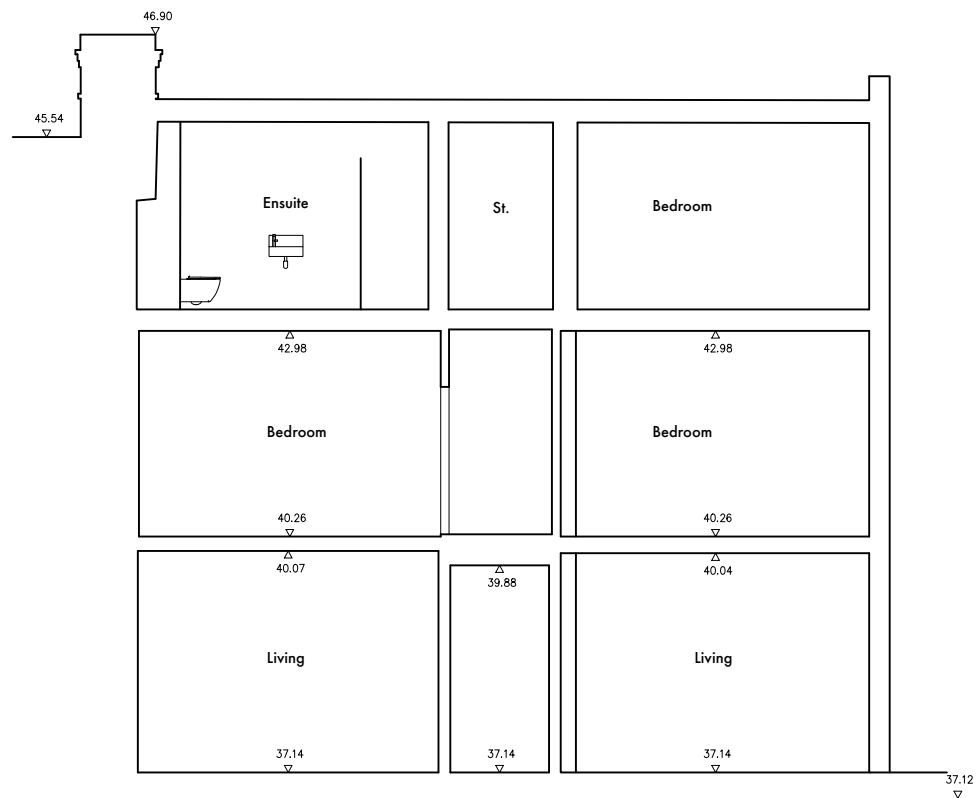 46.90
45.54
Ensuite
St.
Bedroom
42.98
42.98
Bedroom
Bedroom
40.26
40.26
40.07
39.88
40.04
Living
Living
37.14
37.14
37.14
37.12